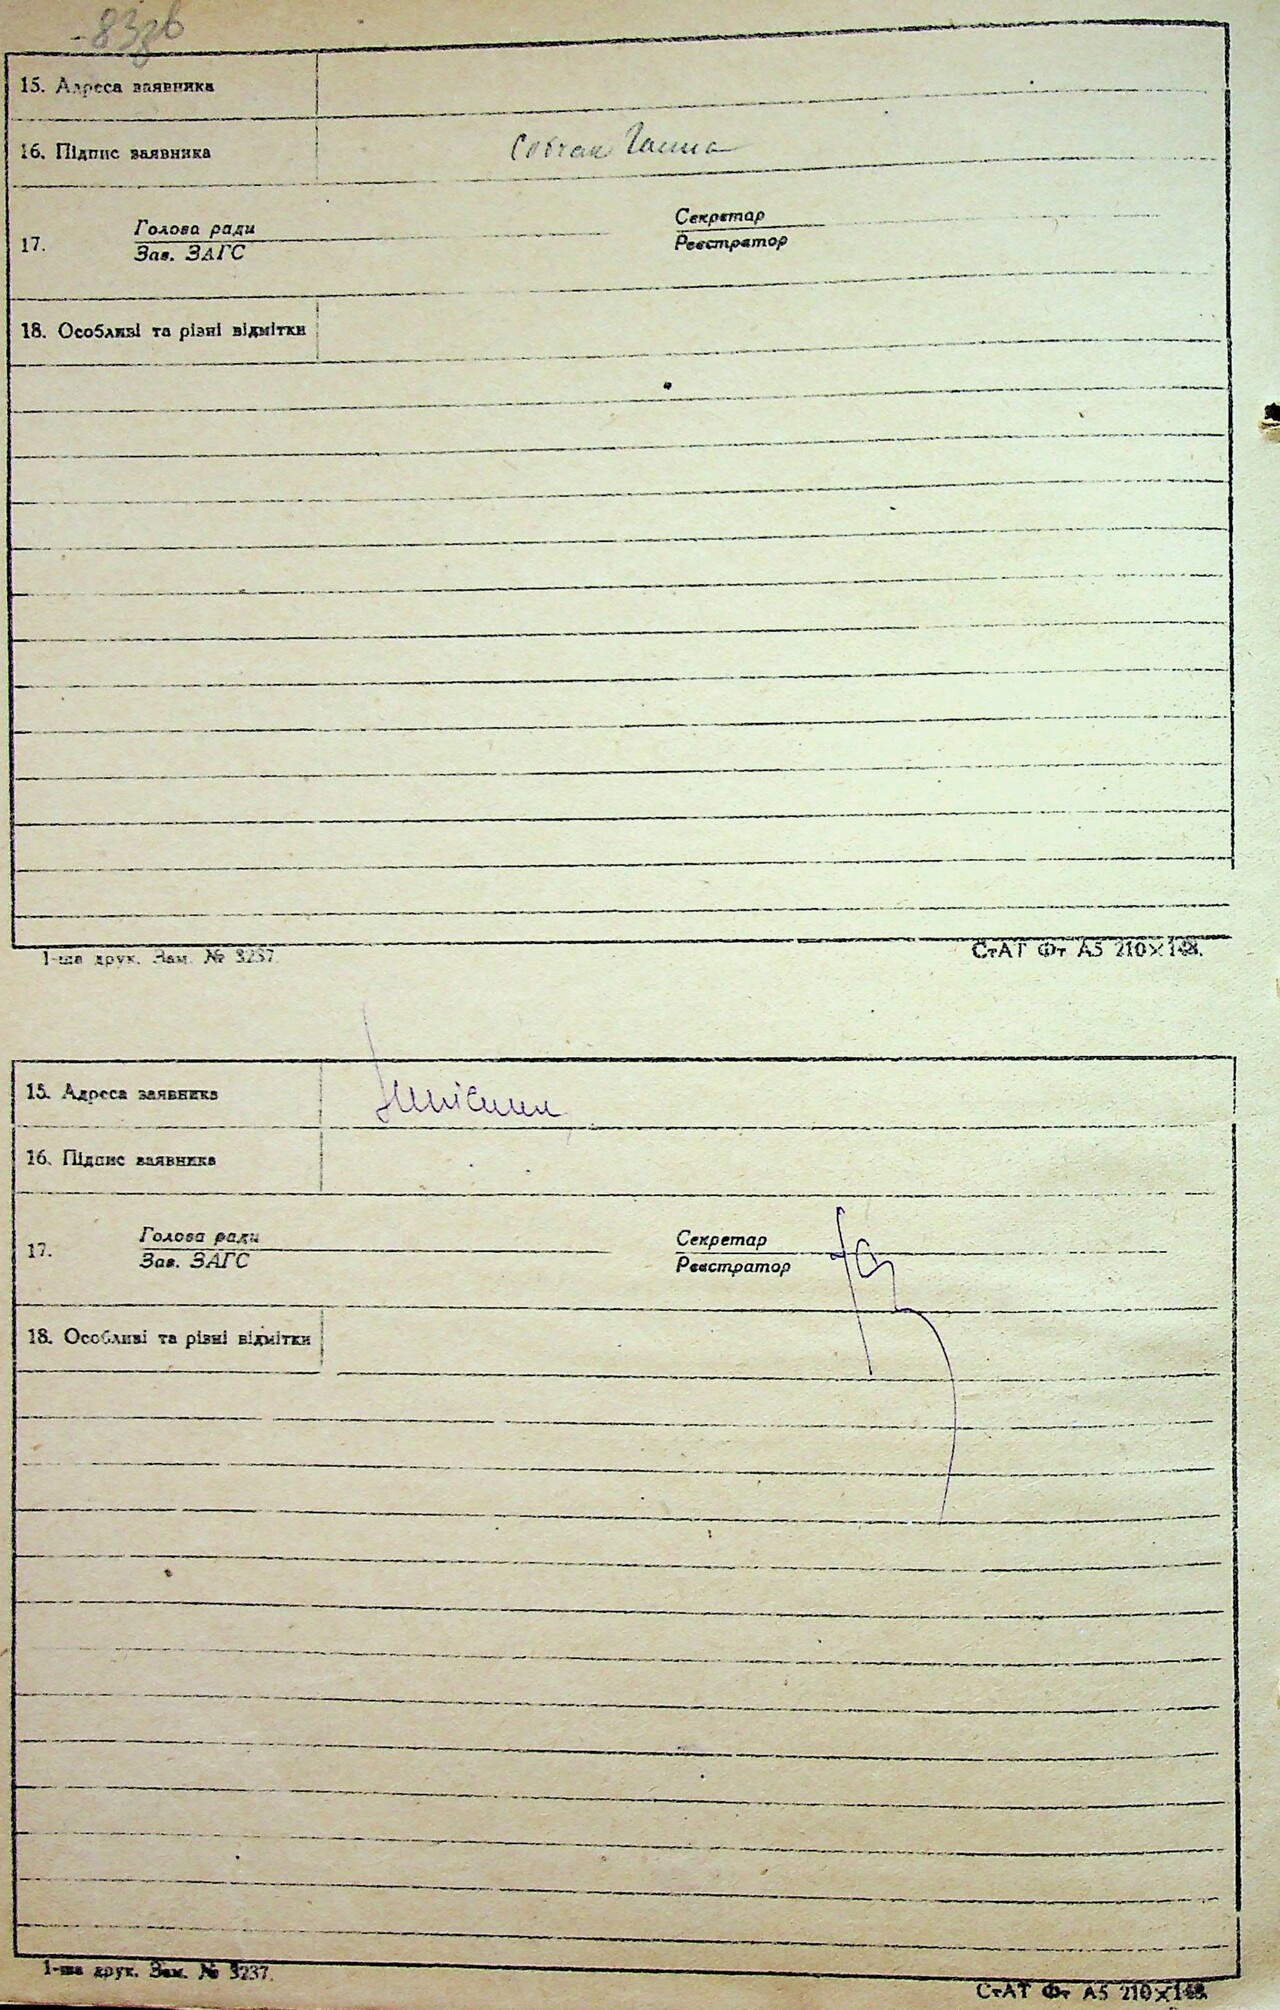 83зв
15. Адреса заявника
16. Підпис заявника Собчак Ганна
17. Голова ради
Зав. ЗАГС
Секретар
Реєстратор
18. Особливі та різні відмітки
1-ша друк. Зам. № 3237.
СтАТ Фт А5 210×148.
15. Адреса заявника
16. Підпис заявника
17. Голова ради
Зав. ЗАГС
Секретар
Реєстратор
18. Особливі та різні відмітки
1-ша друк. Зам. № 3237.
СтАТ Фт А5 210×148.